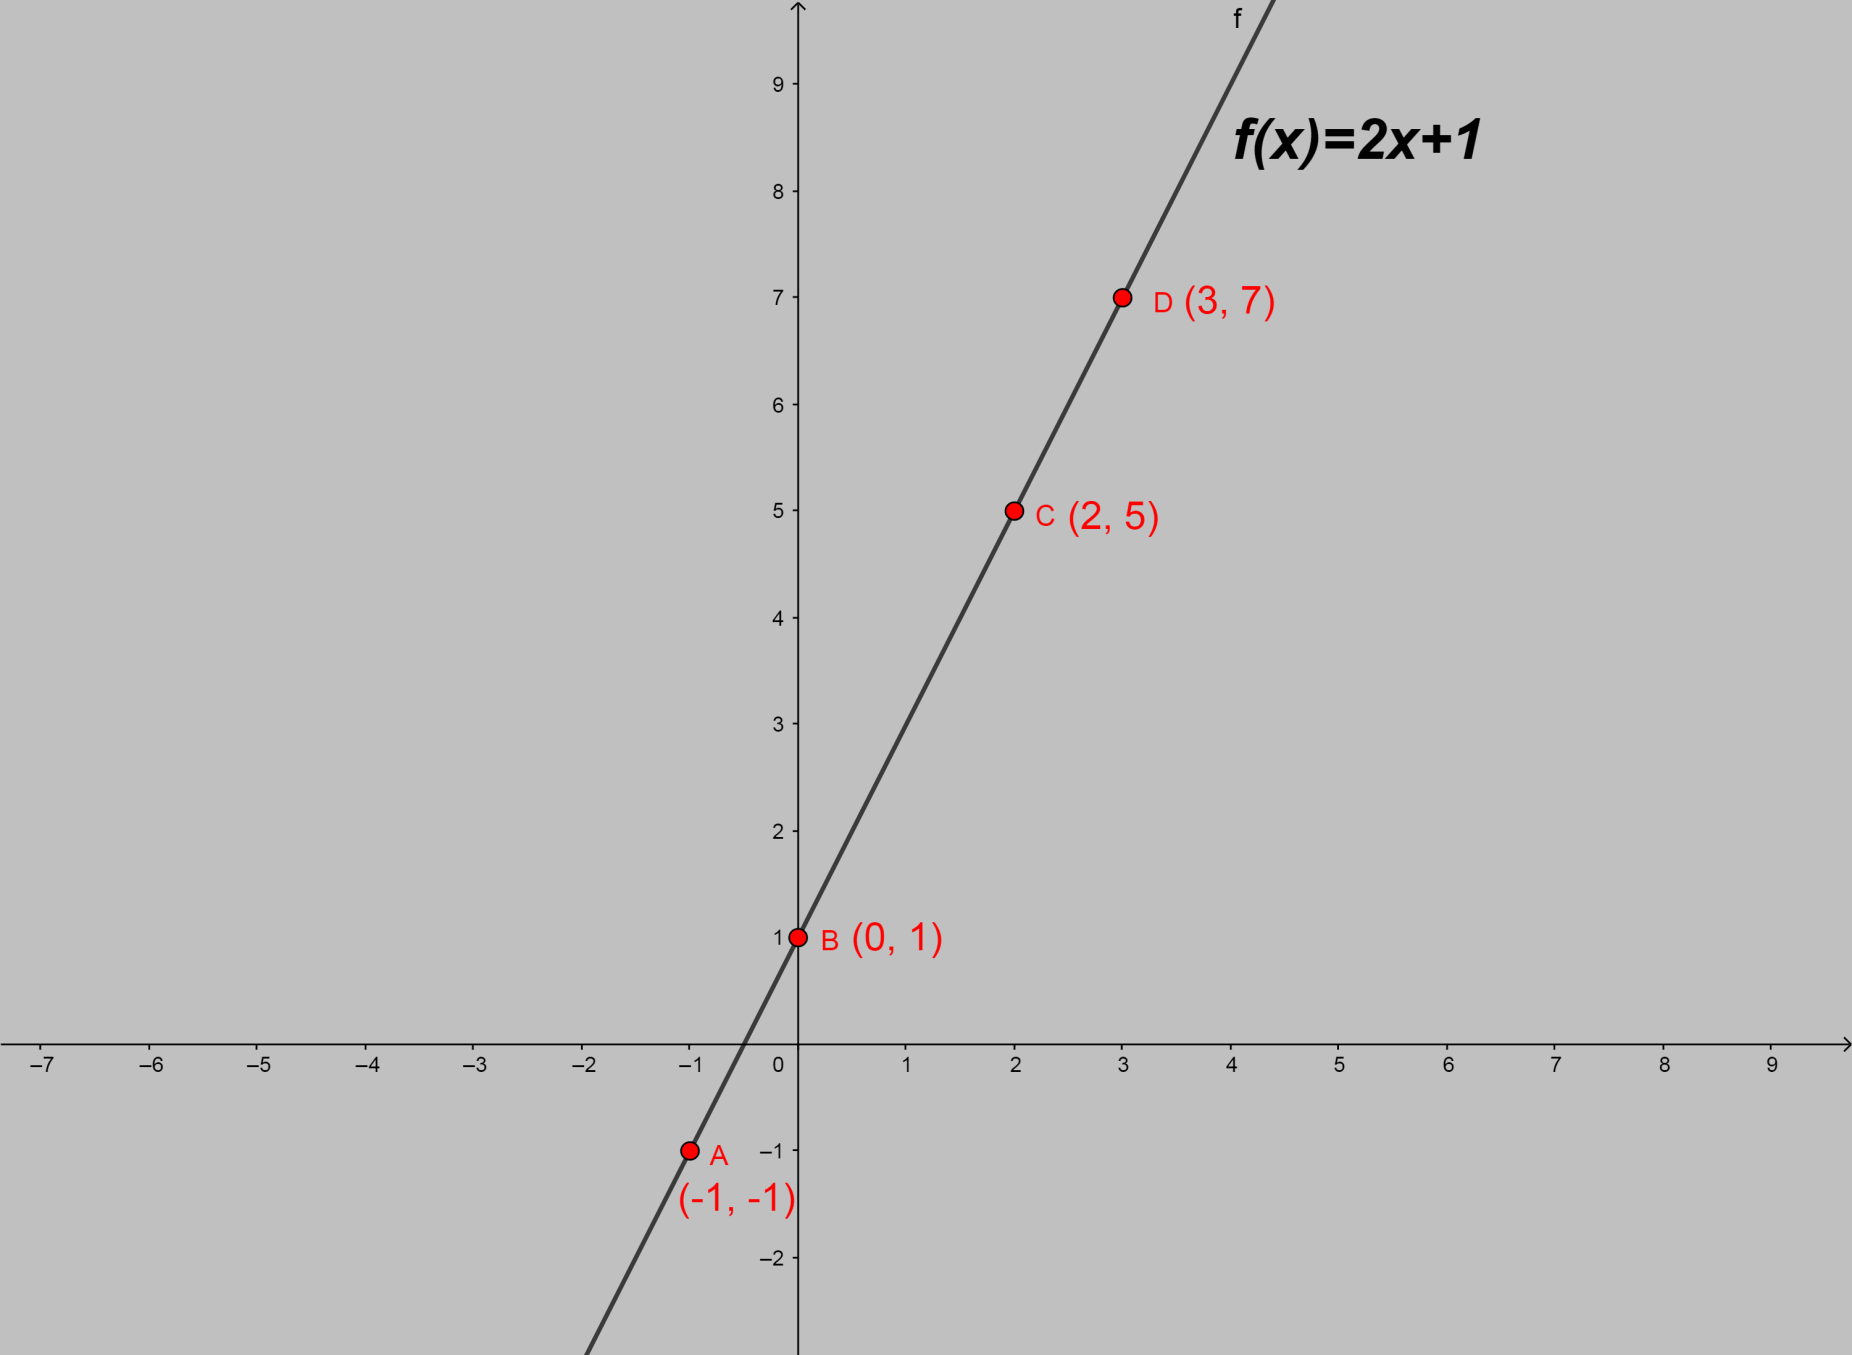 f
9
f(x)=2x+1
8
7
D (3, 7)
6
5
C (2, 5)
4
3
2
1
B (0, 1)
–7 –6 –5 –4 –3 –2 –1 0 1 2 3 4 5 6 7 8 9
A
–1
(-1, -1)
–2